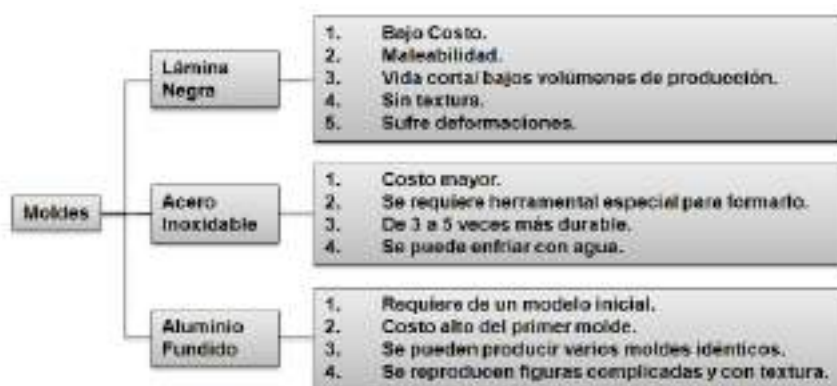 Moldes
Lámina
Negra
1. Bajo Costo.
2. Maleabilidad.
3. Vida corta/ bajos volúmenes de producción.
4. Sin textura.
5. Sufre deformaciones.
Acero
Inoxidable
1. Costo mayor.
2. Se requiere herramental especial para formarlo.
3. De 3 a 5 veces más durable.
4. Se puede enfriar con agua.
Aluminio
Fundido
1. Requiere de un modelo inicial.
2. Costo alto del primer molde.
3. Se pueden producir varios moldes idénticos.
4. Se reproducen figuras complicadas y con textura.